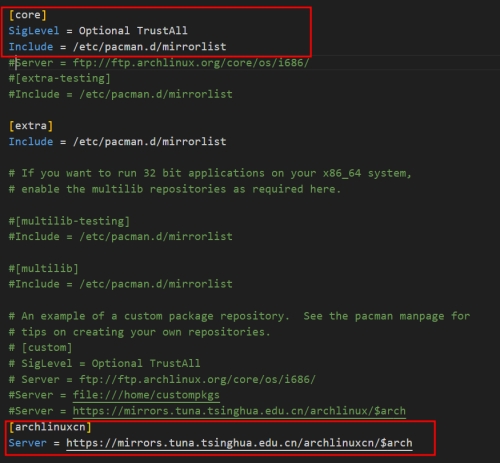 [core]
SigLevel = Optional TrustAll
Include = /etc/pacman.d/mirrorlist
#Server = ftp://ftp.archlinux.org/core/os/i686/
#[extra-testing]
#Include = /etc/pacman.d/mirrorlist
[extra]
Include = /etc/pacman.d/mirrorlist
# If you want to run 32 bit applications on your x86_64 system,
# enable the multilib repositories as required here.
#[multilib-testing]
#Include = /etc/pacman.d/mirrorlist
#[multilib]
#Include = /etc/pacman.d/mirrorlist
# An example of a custom package repository.  See the pacman manpage for
# tips on creating your own repositories.
# [custom]
# SigLevel = Optional TrustAll
# Server = ftp://ftp.archlinux.org/core/os/i686/
#Server = file:///home/custompkgs
#Server = https://mirrors.tuna.tsinghua.edu.cn/archlinux/$arch
[archlinuxcn]
Server = https://mirrors.tuna.tsinghua.edu.cn/archlinuxcn/$arch